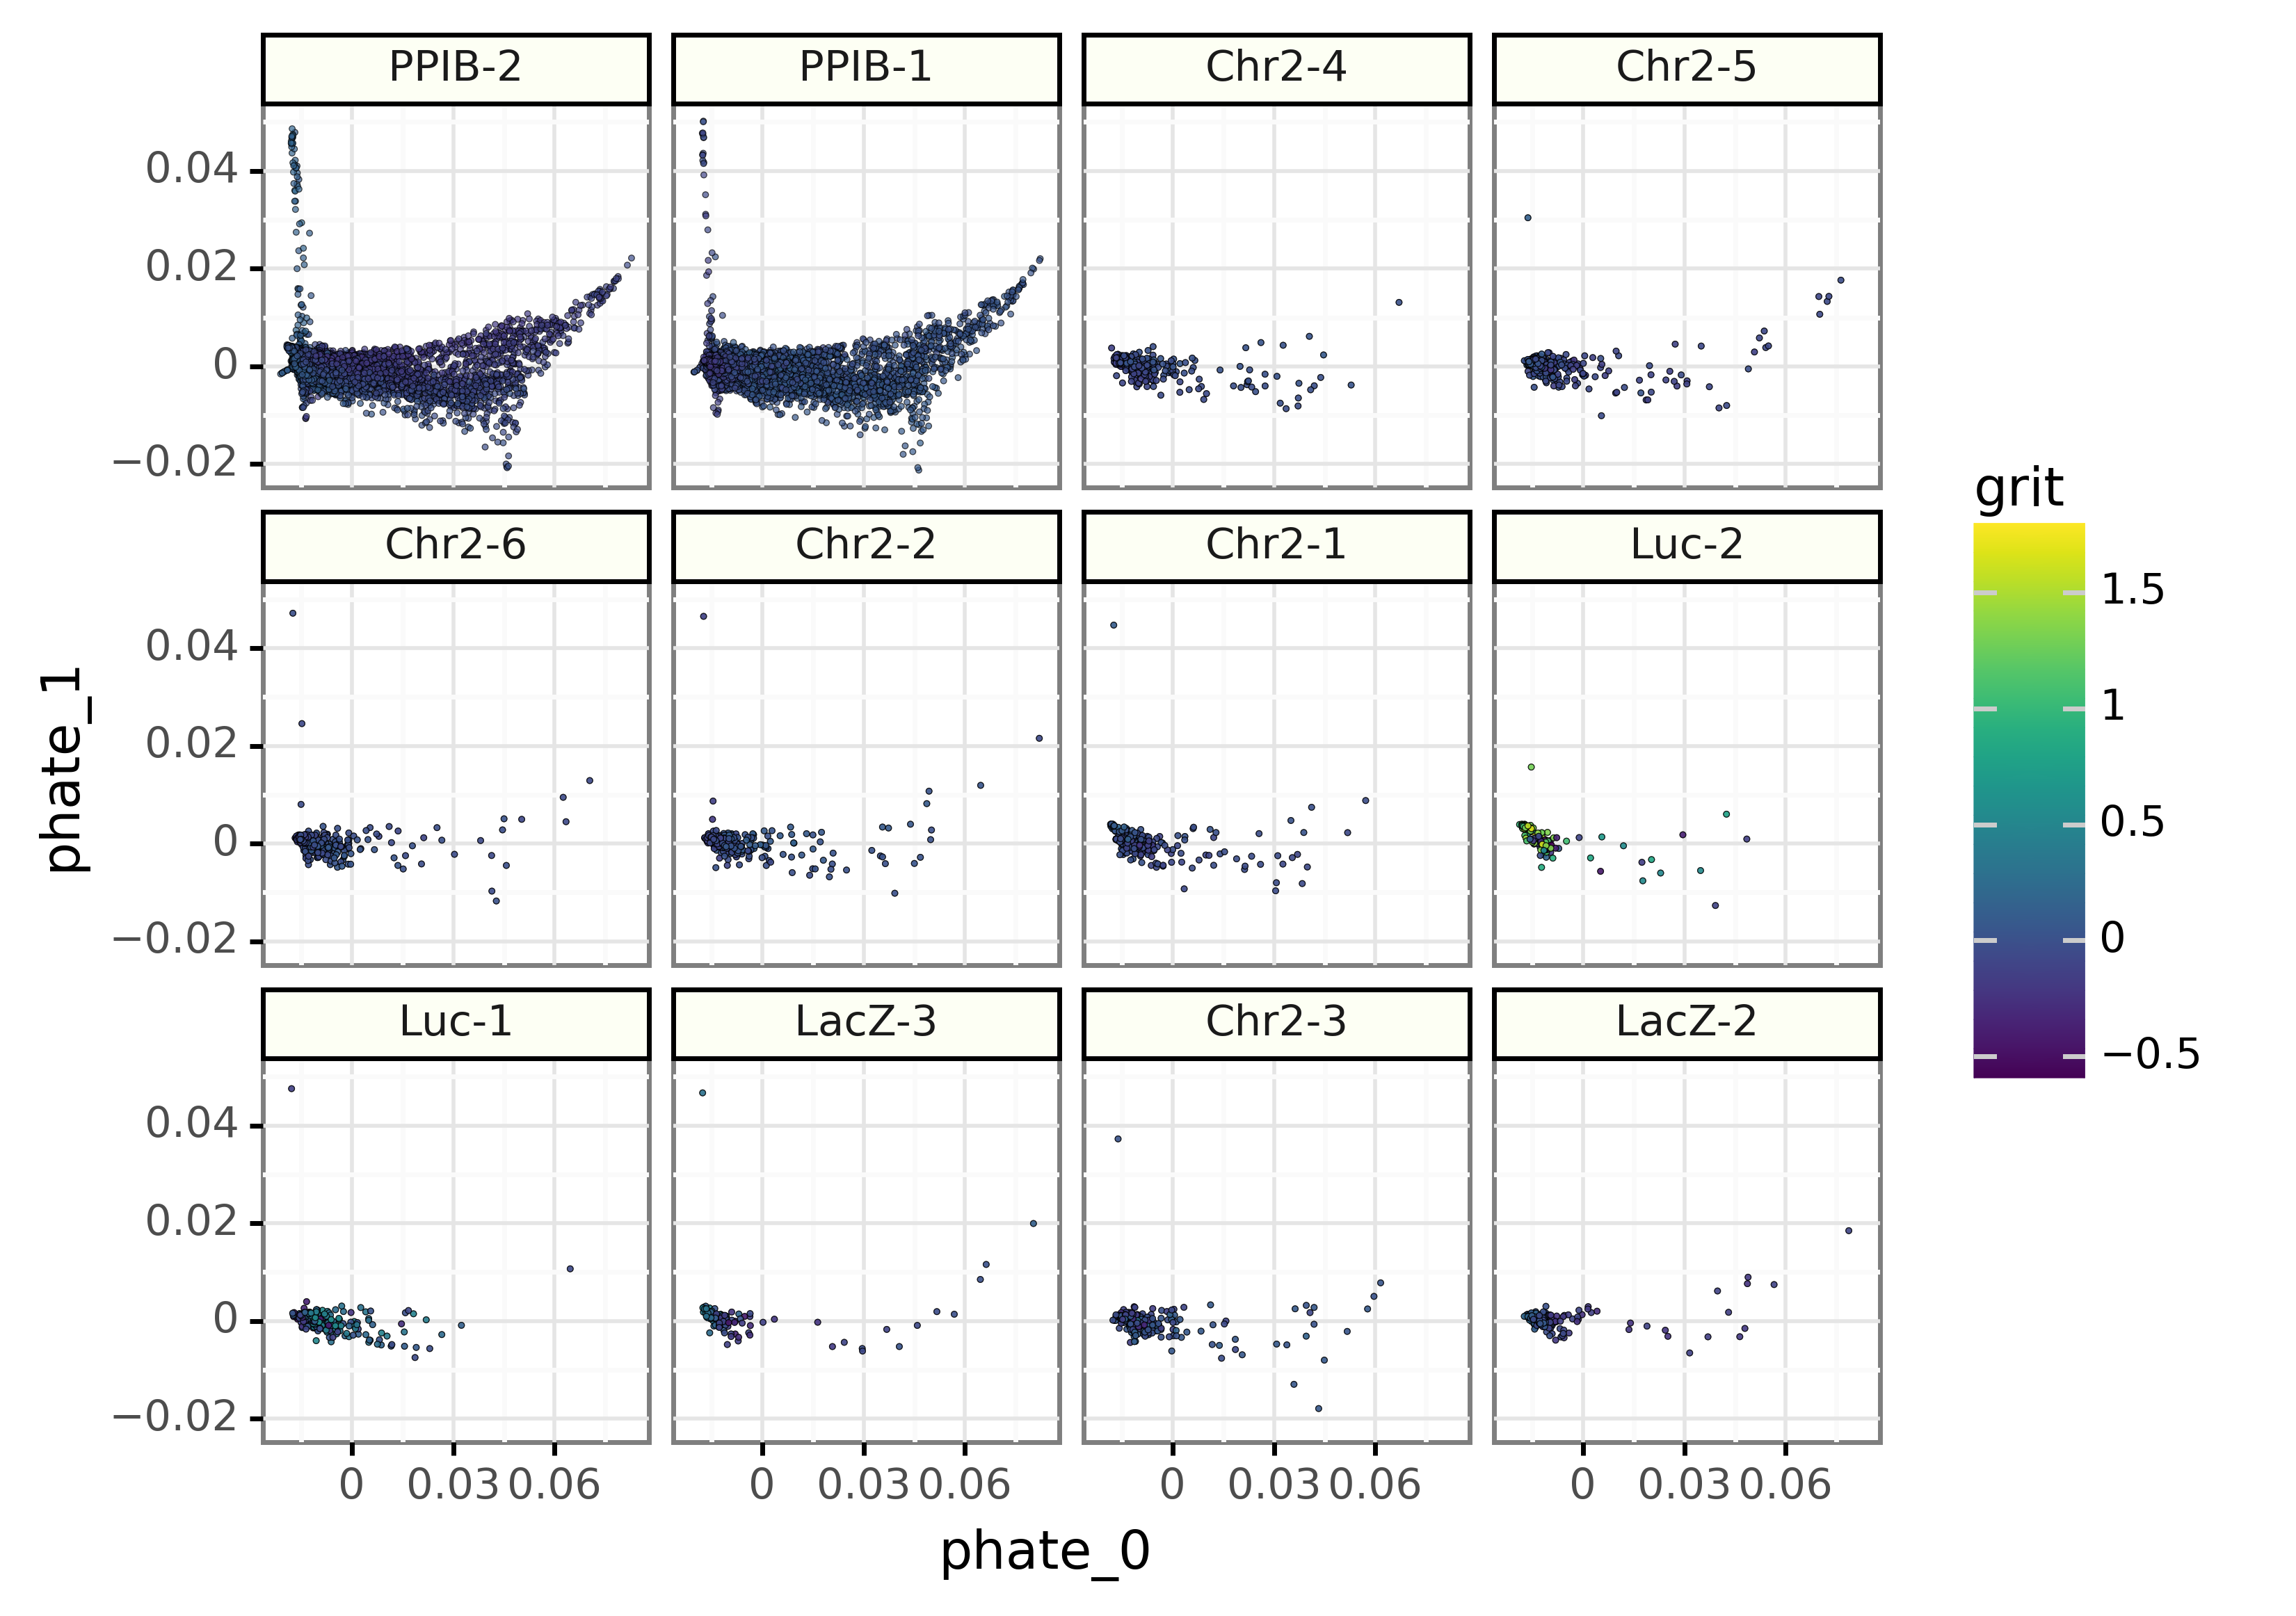 PPIB-2 PPIB-1 Chr2-4 Chr2-5
0.04
0.02
0
−0.02
Chr2-6 Chr2-2 Chr2-1 Luc-2
0.04
0.02
0
−0.02
Luc-1 LacZ-3 Chr2-3 LacZ-2
0.04
0.02
0
−0.02
0 0.03 0.06 0 0.03 0.06 0 0.03 0.06 0 0.03 0.06
phate_0
phate_1
grit
1.5
1
0.5
0
−0.5